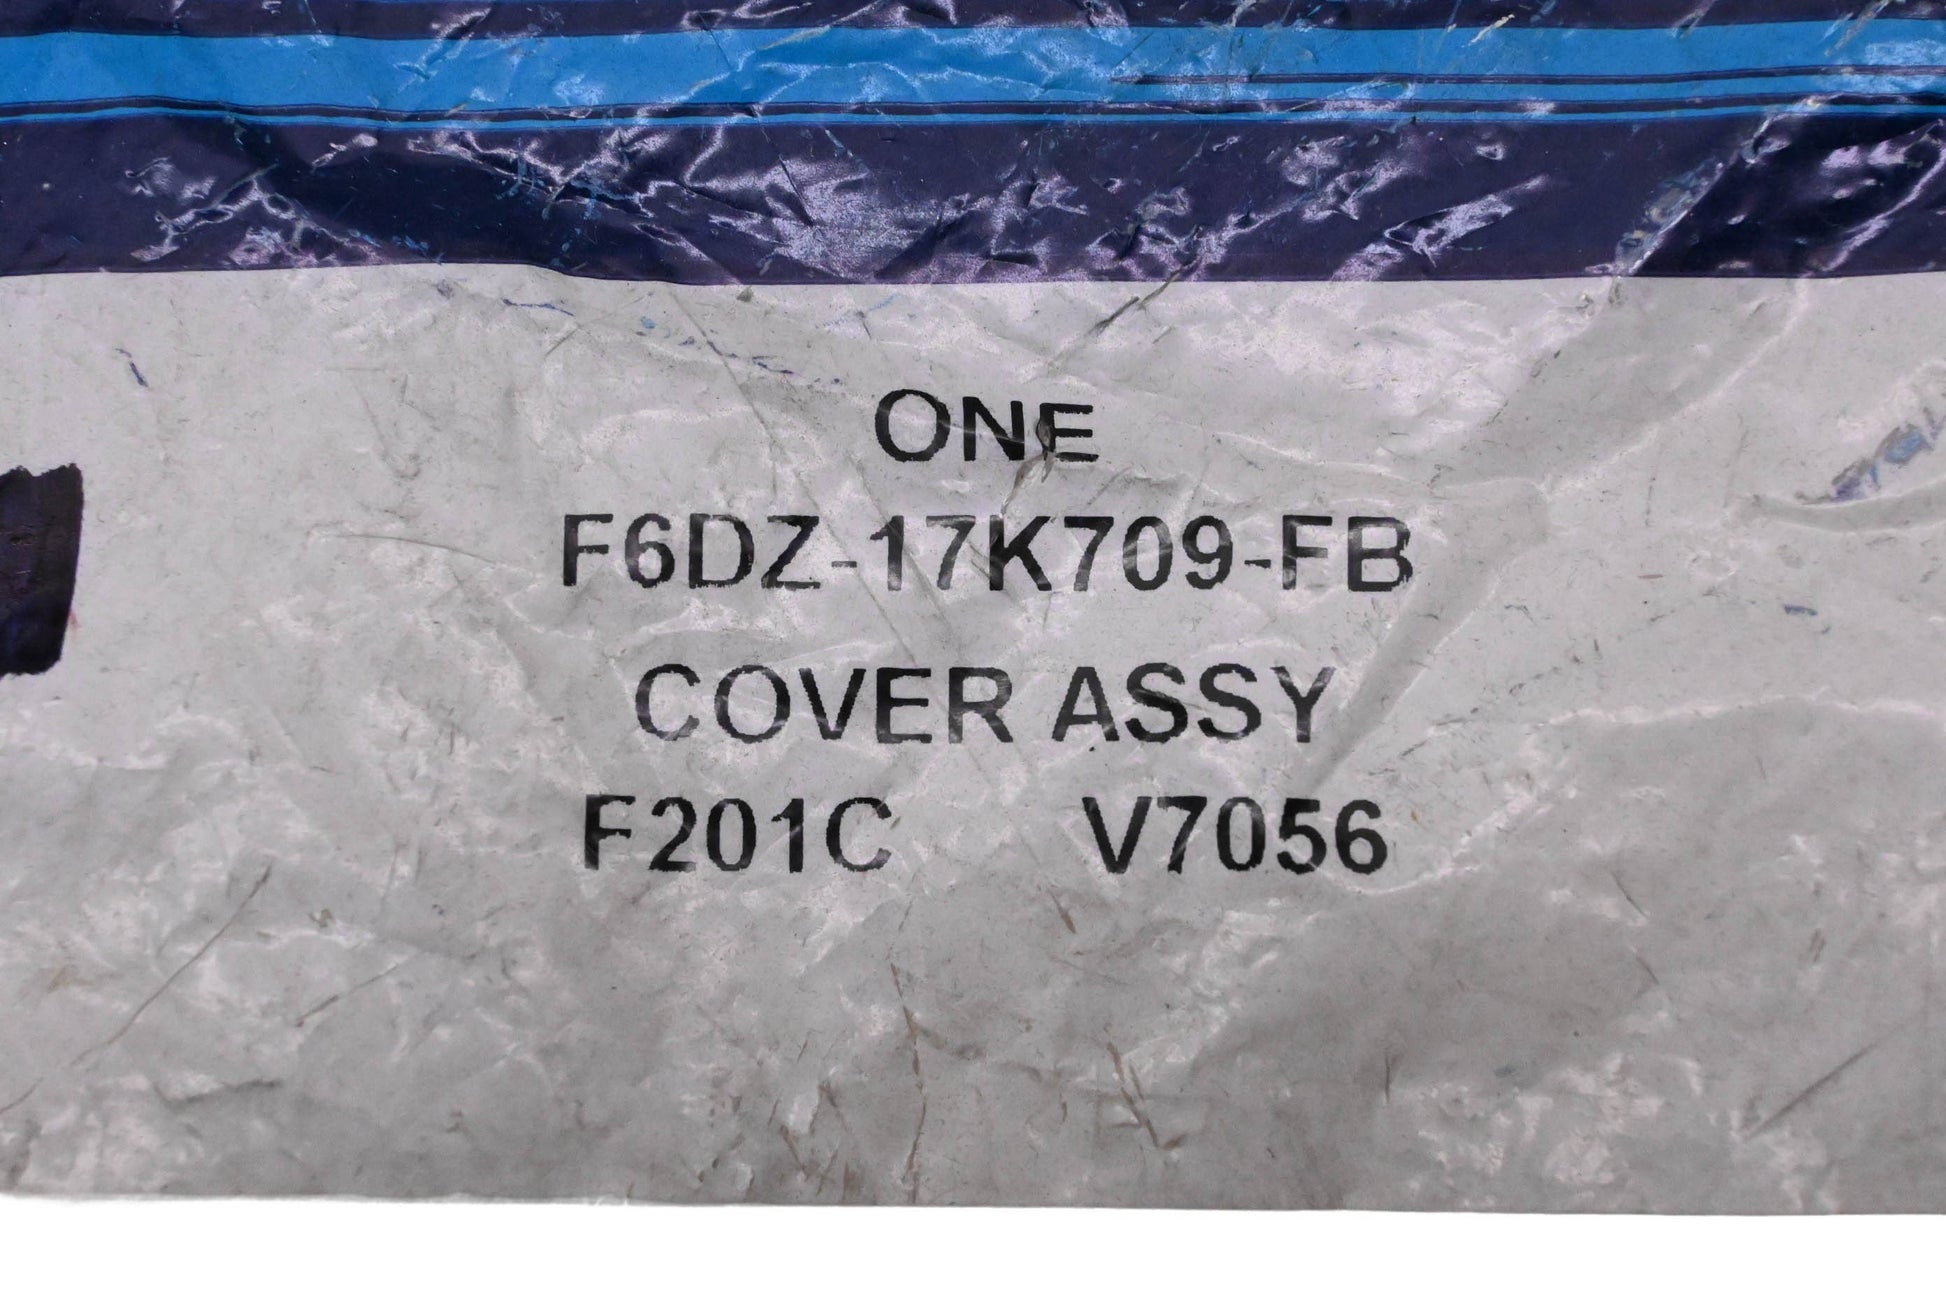 ONE
F6DZ-17K709-FB
COVER ASSY
F201C V7056